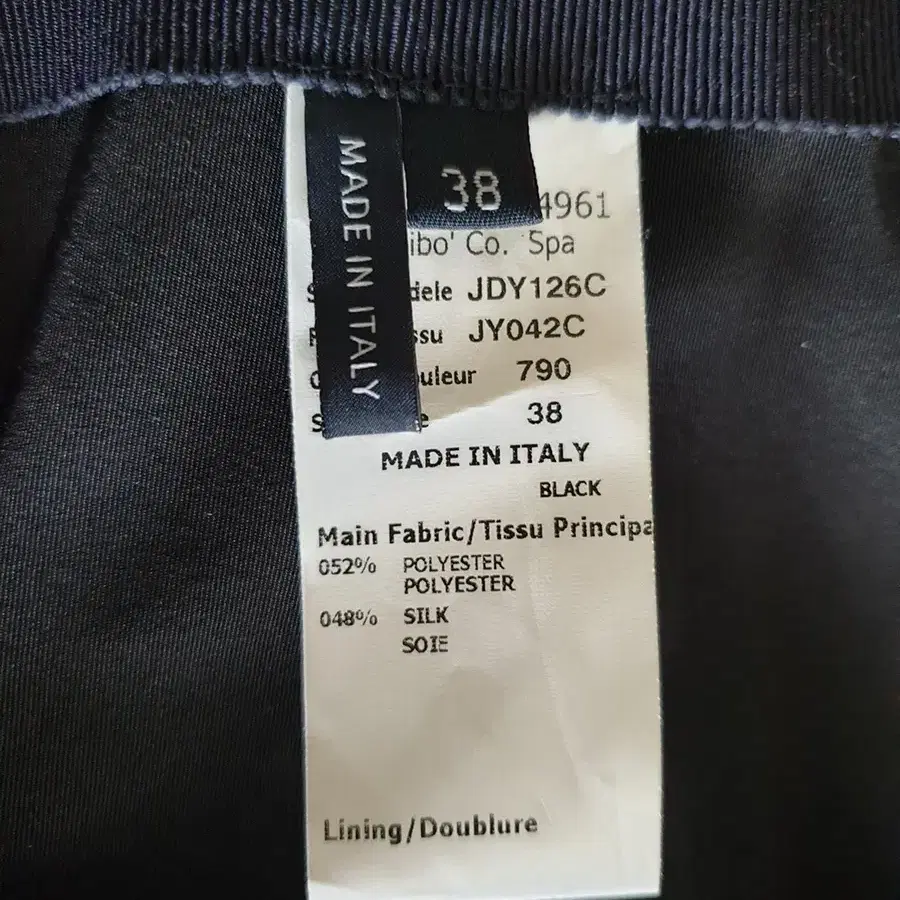 MADE IN ITALY
38
4961
ibo' Co. Spa
dele JDY126C
ssu JY042C
uleur 790
38
MADE IN ITALY
BLACK
Main Fabric/Tissu Principa
052% POLYESTER
POLYESTER
048% SILK
SOIE
Lining/Doublure